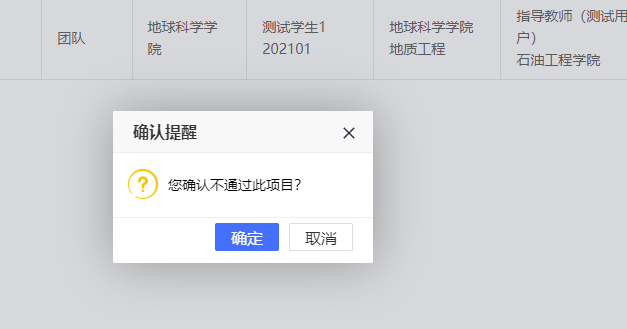 团队
地球科学学
院
测试学生1
202101
地球科学学院
地质工程
指导教师（测试用
户）
石油工程学院
确认提醒
您确认不通过此项目?
确定
取消